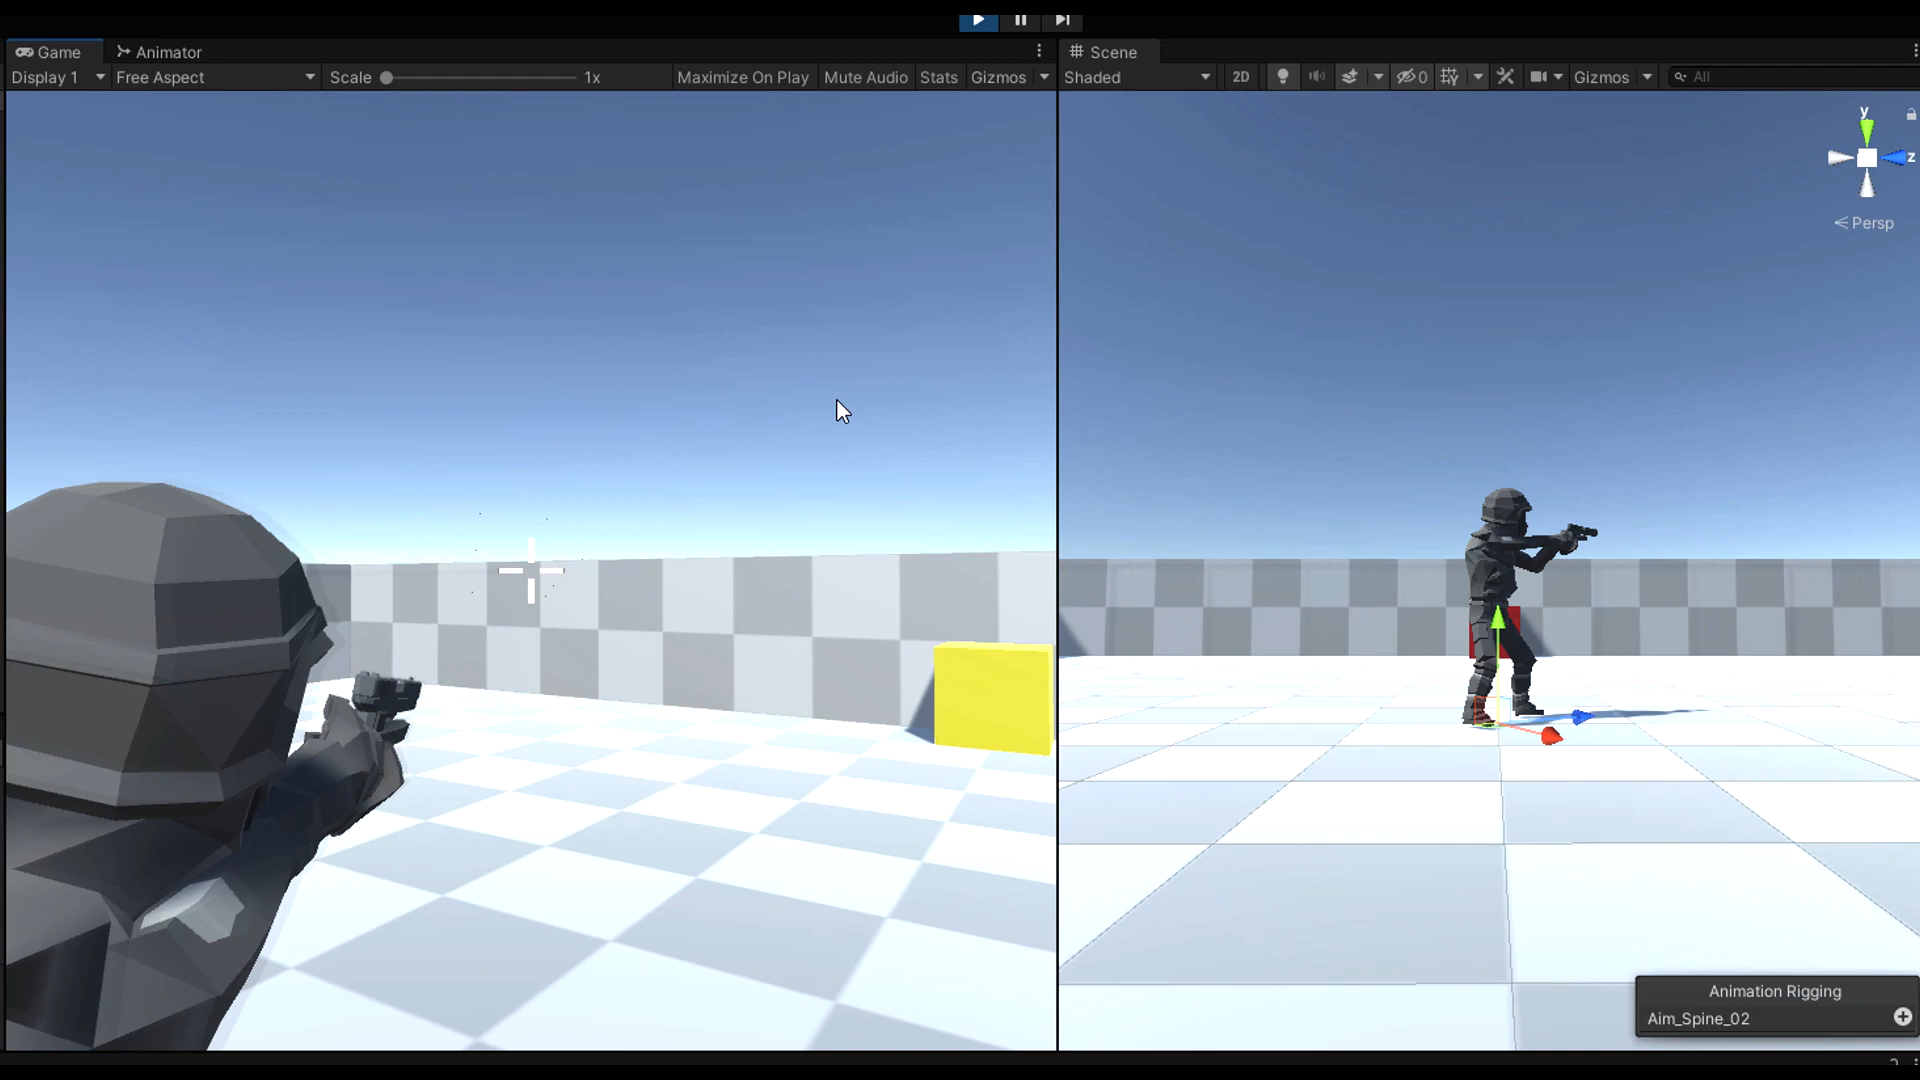 Game Animator
Display 1 Free Aspect Scale 1x Maximize On Play Mute Audio Stats Gizmos
Scene
Shaded 2D 0 Gizmos All
y
z
Persp
Animation Rigging
Aim_Spine_02